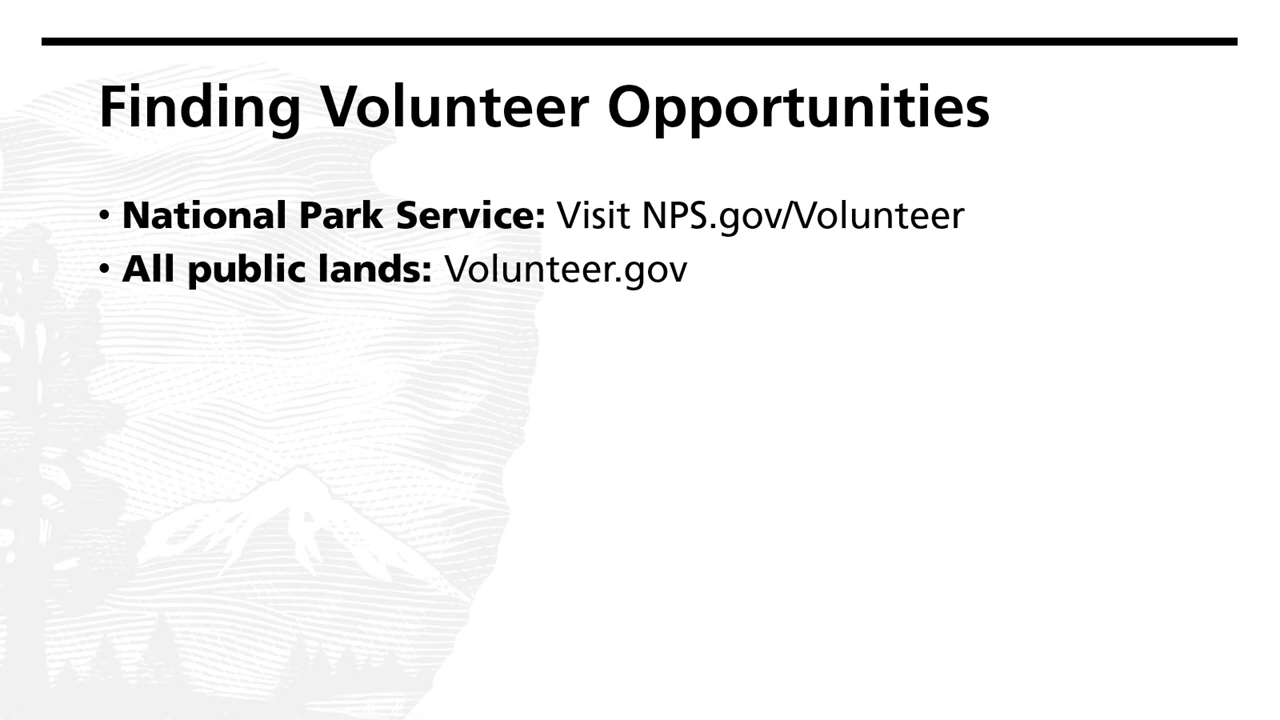 Finding Volunteer Opportunities
• National Park Service: Visit NPS.gov/Volunteer
• All public lands: Volunteer.gov